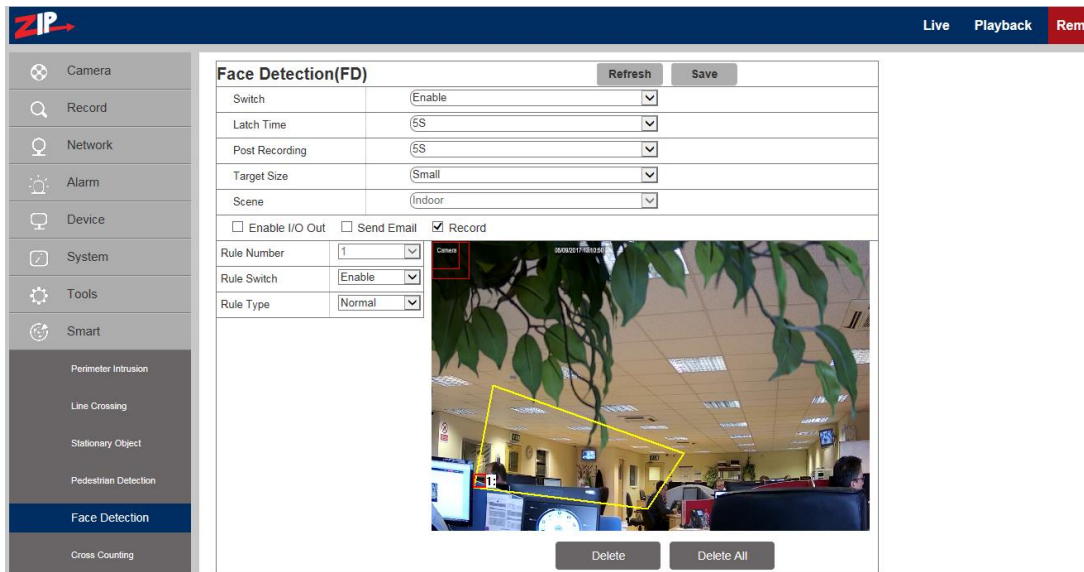 ZIP
Live Playback Rem
Camera
Record
Network
Alarm
Device
System
Tools
Smart
Perimeter Intrusion
Line Crossing
Stationary Object
Pedestrian Detection
Face Detection
Cross Counting
Face Detection(FD) Refresh Save
Switch Enable
Latch Time 5S
Post Recording 5S
Target Size Small
Scene Indoor
Enable I/O Out Send Email Record
Rule Number 1
Rule Switch Enable
Rule Type Normal
Camera
1:
Delete Delete All